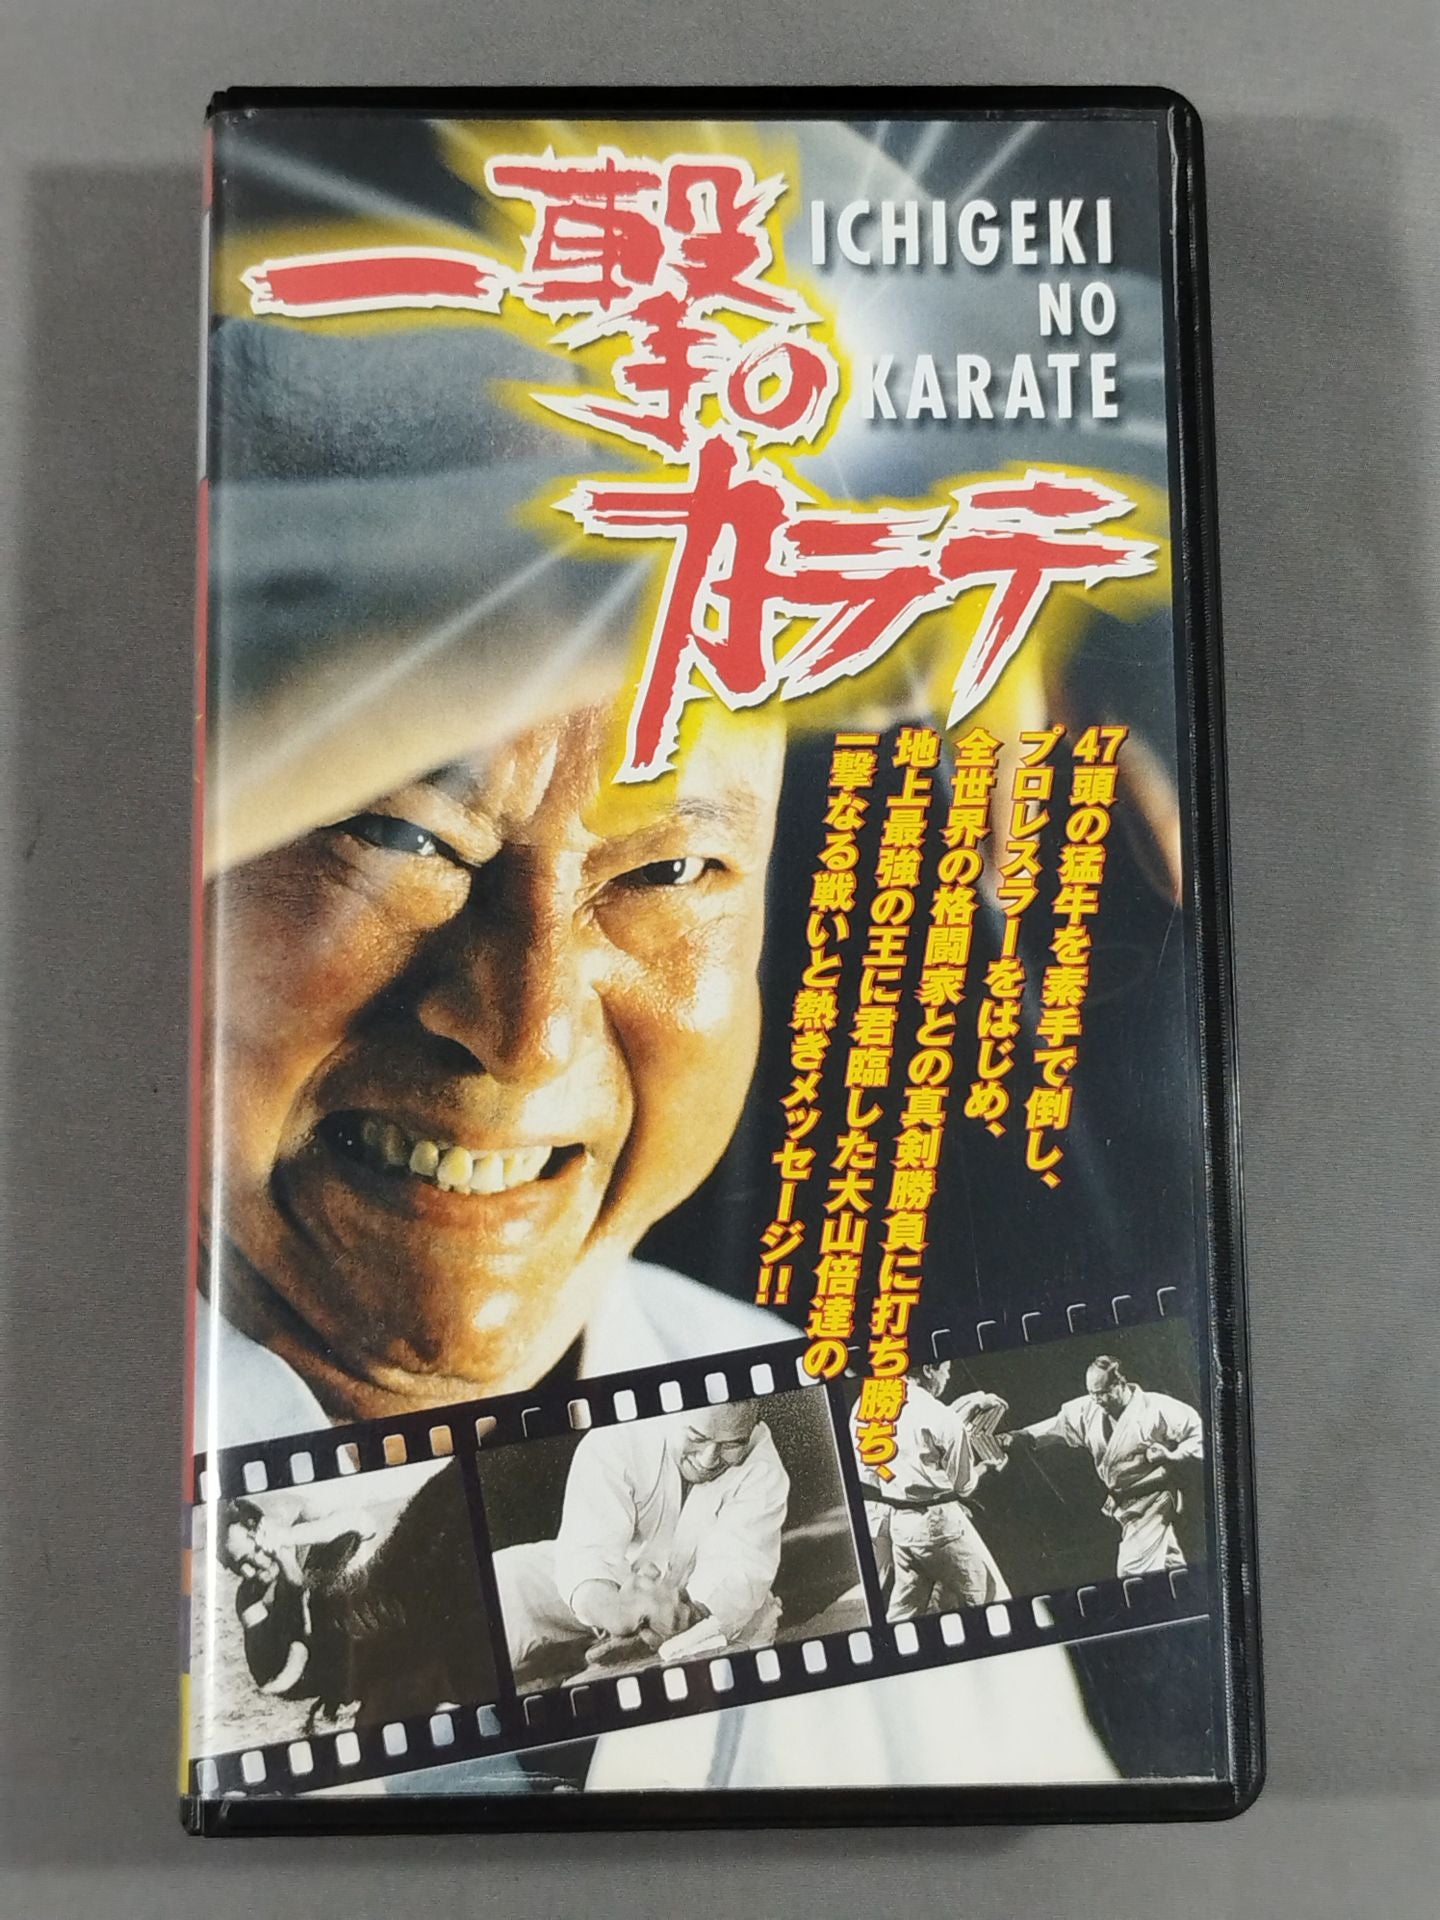 一撃の
カラテ
ICHIGEKI
NO
KARATE
47頭の猛牛を素手で倒し、
プロレスラーをはじめ、
全世界の格闘家との真剣勝負に打ち勝ち、
地上最強の王に君臨した大山倍達の
一撃なる戦いと熱きメッセージ!!